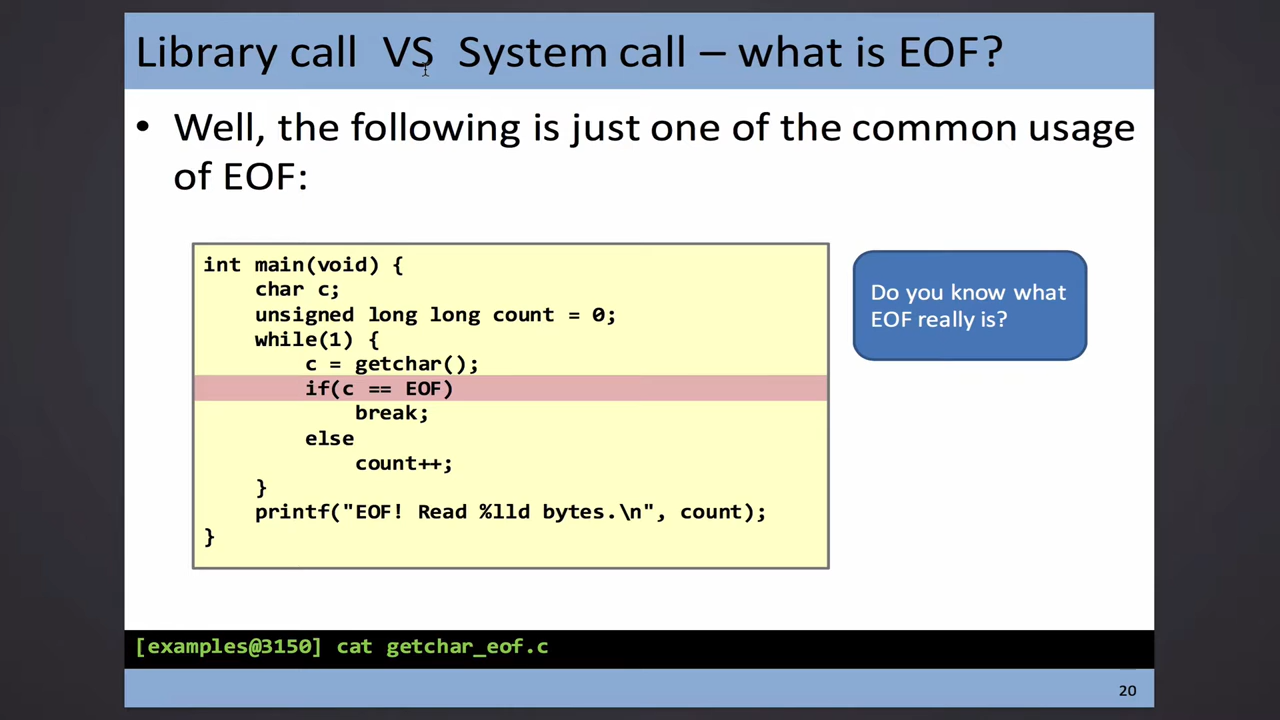 Library call VS System call – what is EOF?
• Well, the following is just one of the common usage
of EOF:
int main(void) {
char c;
unsigned long long count = 0;
while(1) {
c = getchar();
if(c == EOF)
break;
else
count++;
}
printf("EOF! Read %lld bytes.\n", count);
}
Do you know what
EOF really is?
[examples@3150] cat getchar_eof.c
20